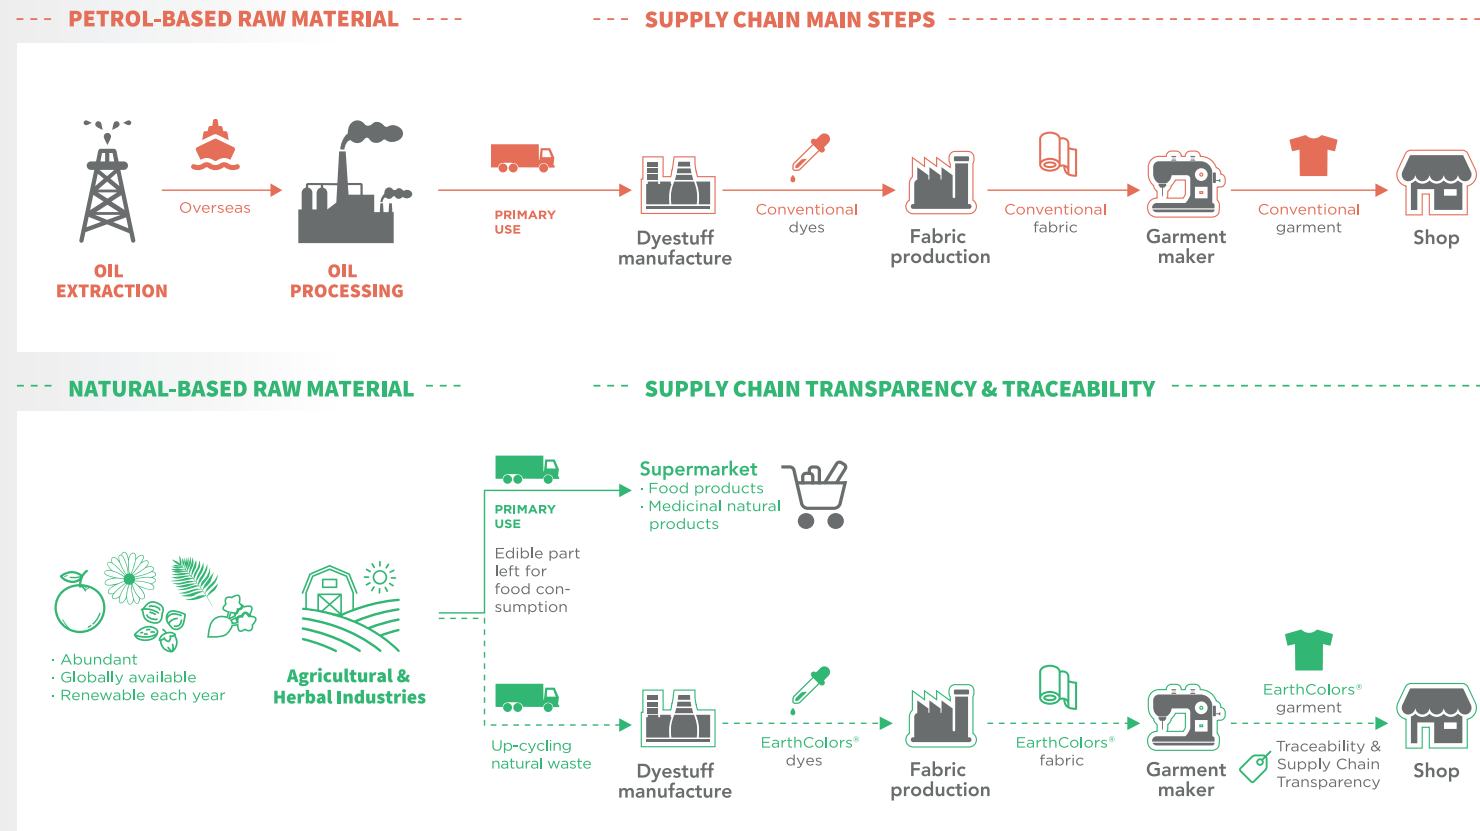 PETROL-BASED RAW MATERIAL
SUPPLY CHAIN MAIN STEPS
Overseas
OIL
EXTRACTION
OIL
PROCESSING
PRIMARY
USE
Dyestuff
manufacture
Conventional
dyes
Fabric
production
Conventional
fabric
Garment
maker
Conventional
garment
Shop
NATURAL-BASED RAW MATERIAL
SUPPLY CHAIN TRANSPARENCY & TRACEABILITY
· Abundant
· Globally available
· Renewable each year
Agricultural &
Herbal Industries
PRIMARY
USE
Edible part
left for
food con-
sumption
Supermarket
· Food products
· Medicinal natural
products
Up-cycling
natural waste
Dyestuff
manufacture
EarthColors®
dyes
Fabric
production
EarthColors®
fabric
Garment
maker
EarthColors®
garment
Traceability &
Supply Chain
Transparency
Shop